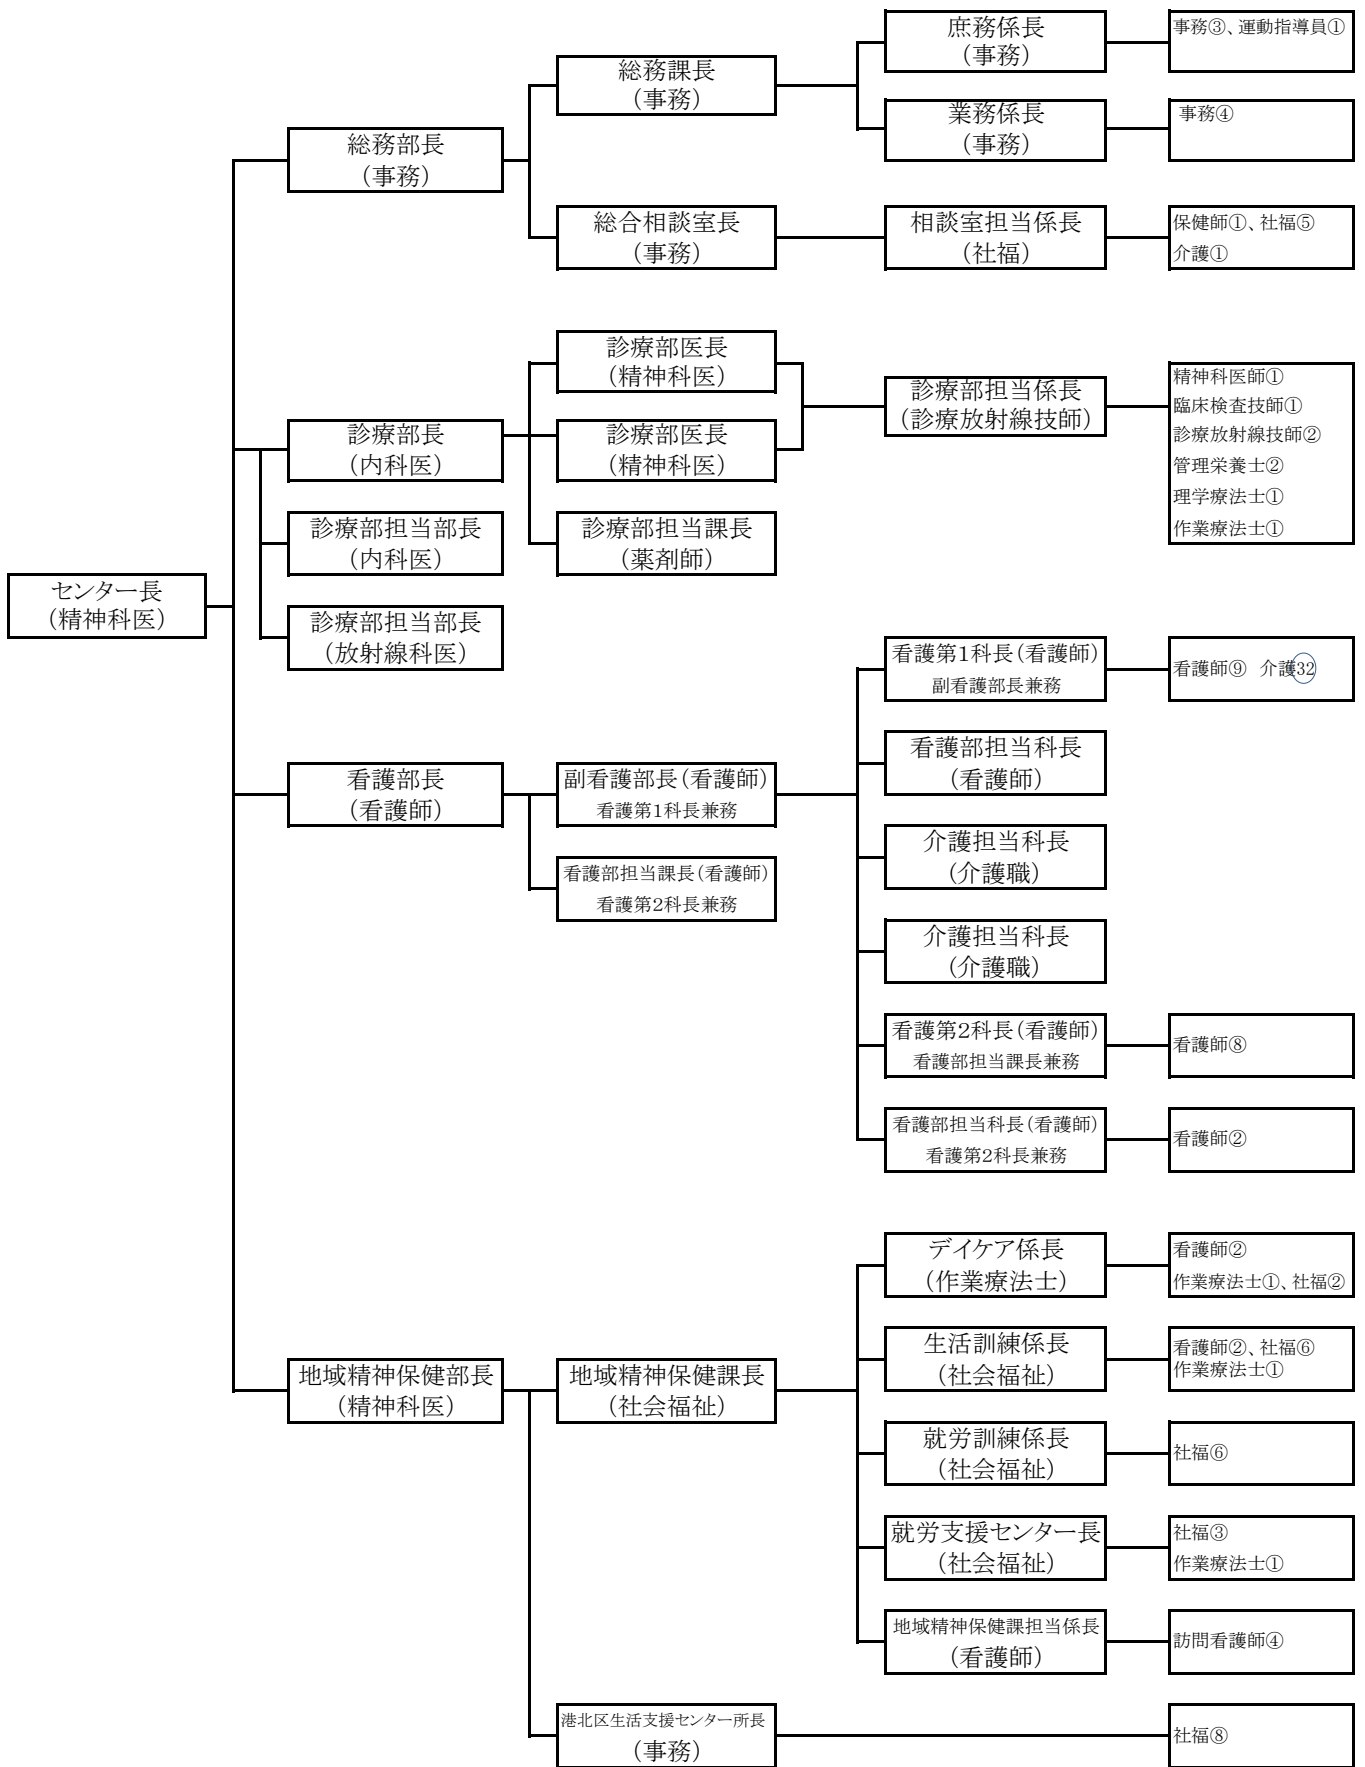 庶務係長
（事務）
事務③、運動指導員①
総務課長
（事務）
業務係長
（事務）
事務④
総務部長
（事務）
総合相談室長
（事務）
相談室担当係長
（社福）
保健師①、社福⑤
介護①
診療部医長
（精神科医）
診療部担当係長
（診療放射線技師）
精神科医師①
臨床検査技師①
診療放射線技師②
管理栄養士②
理学療法士①
作業療法士①
診療部長
（内科医）
診療部医長
（精神科医）
診療部担当部長
（内科医）
診療部担当課長
（薬剤師）
センター長
（精神科医）
診療部担当部長
（放射線科医）
看護第1科長（看護師）
副看護部長兼務
看護師⑨　介護32
看護部担当科長
（看護師）
看護部長
（看護師）
副看護部長（看護師）
看護第1科長兼務
介護担当科長
（介護職）
看護部担当課長（看護師）
看護第2科長兼務
介護担当科長
（介護職）
看護第2科長（看護師）
看護部担当課長兼務
看護師⑧
看護部担当科長（看護師）
看護第2科長兼務
看護師②
デイケア係長
（作業療法士）
看護師②
作業療法士①、社福②
地域精神保健部長
（精神科医）
地域精神保健課長
（社会福祉）
生活訓練係長
（社会福祉）
看護師②、社福⑥
作業療法士①
就労訓練係長
（社会福祉）
社福⑥
就労支援センター長
（社会福祉）
社福③
作業療法士①
地域精神保健課担当係長
（看護師）
訪問看護師④
港北区生活支援センター所長
（事務）
社福⑧